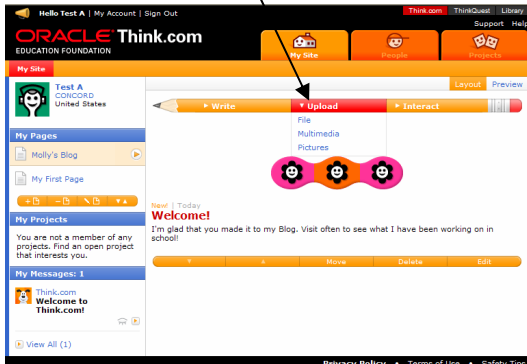 Hello Test A | My Account | Sign Out
Think.com ThinkQuest Library
Support Help
ORACLE Think.com
EDUCATION FOUNDATION
My Site People Projects
My Site
Layout Preview
Test A
CONCORD
United States
Write Upload Interact
File
Multimedia
Pictures
My Pages
Molly's Blog
My First Page
New! | Today
Welcome!
I'm glad that you made it to my Blog. Visit often to see what I have been working on in
school!
Move Delete Edit
My Projects
You are not a member of any
projects. Find an open project
that interests you.
My Messages: 1
Think.com
Welcome to
Think.com!
View All (1)
Privacy Policy • Terms of Use • Safety Tips